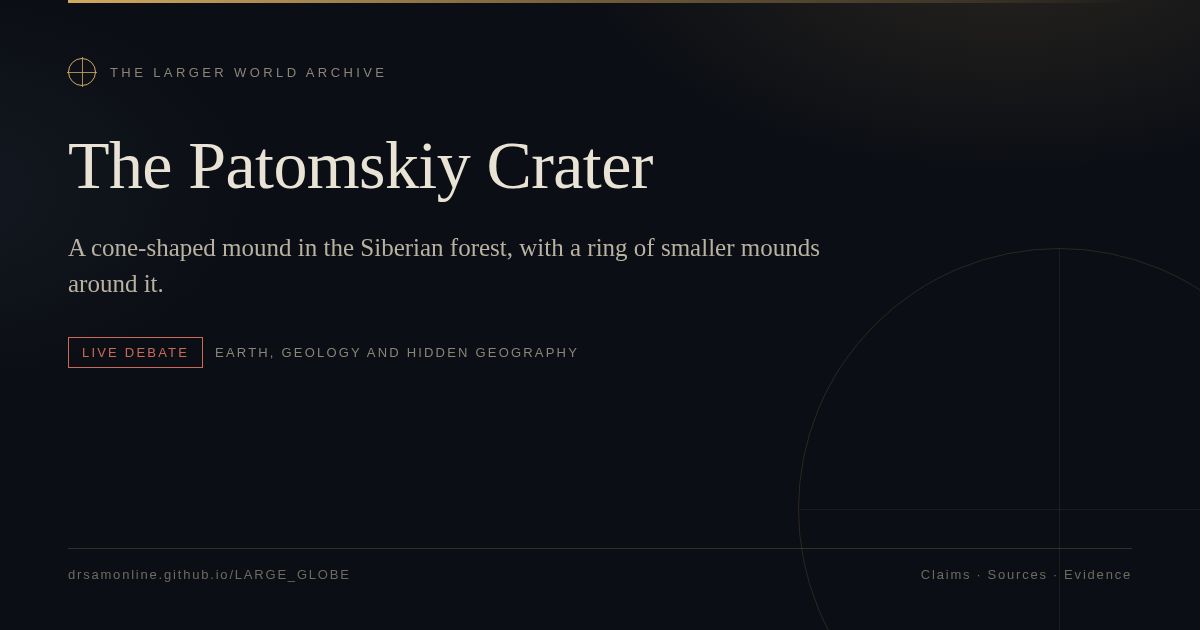 THE LARGER WORLD ARCHIVE
The Patomskiy Crater
A cone-shaped mound in the Siberian forest, with a ring of smaller mounds
around it.
LIVE DEBATE
EARTH, GEOLOGY AND HIDDEN GEOGRAPHY
drsamonline.github.io/LARGE_GLOBE
Claims · Sources · Evidence